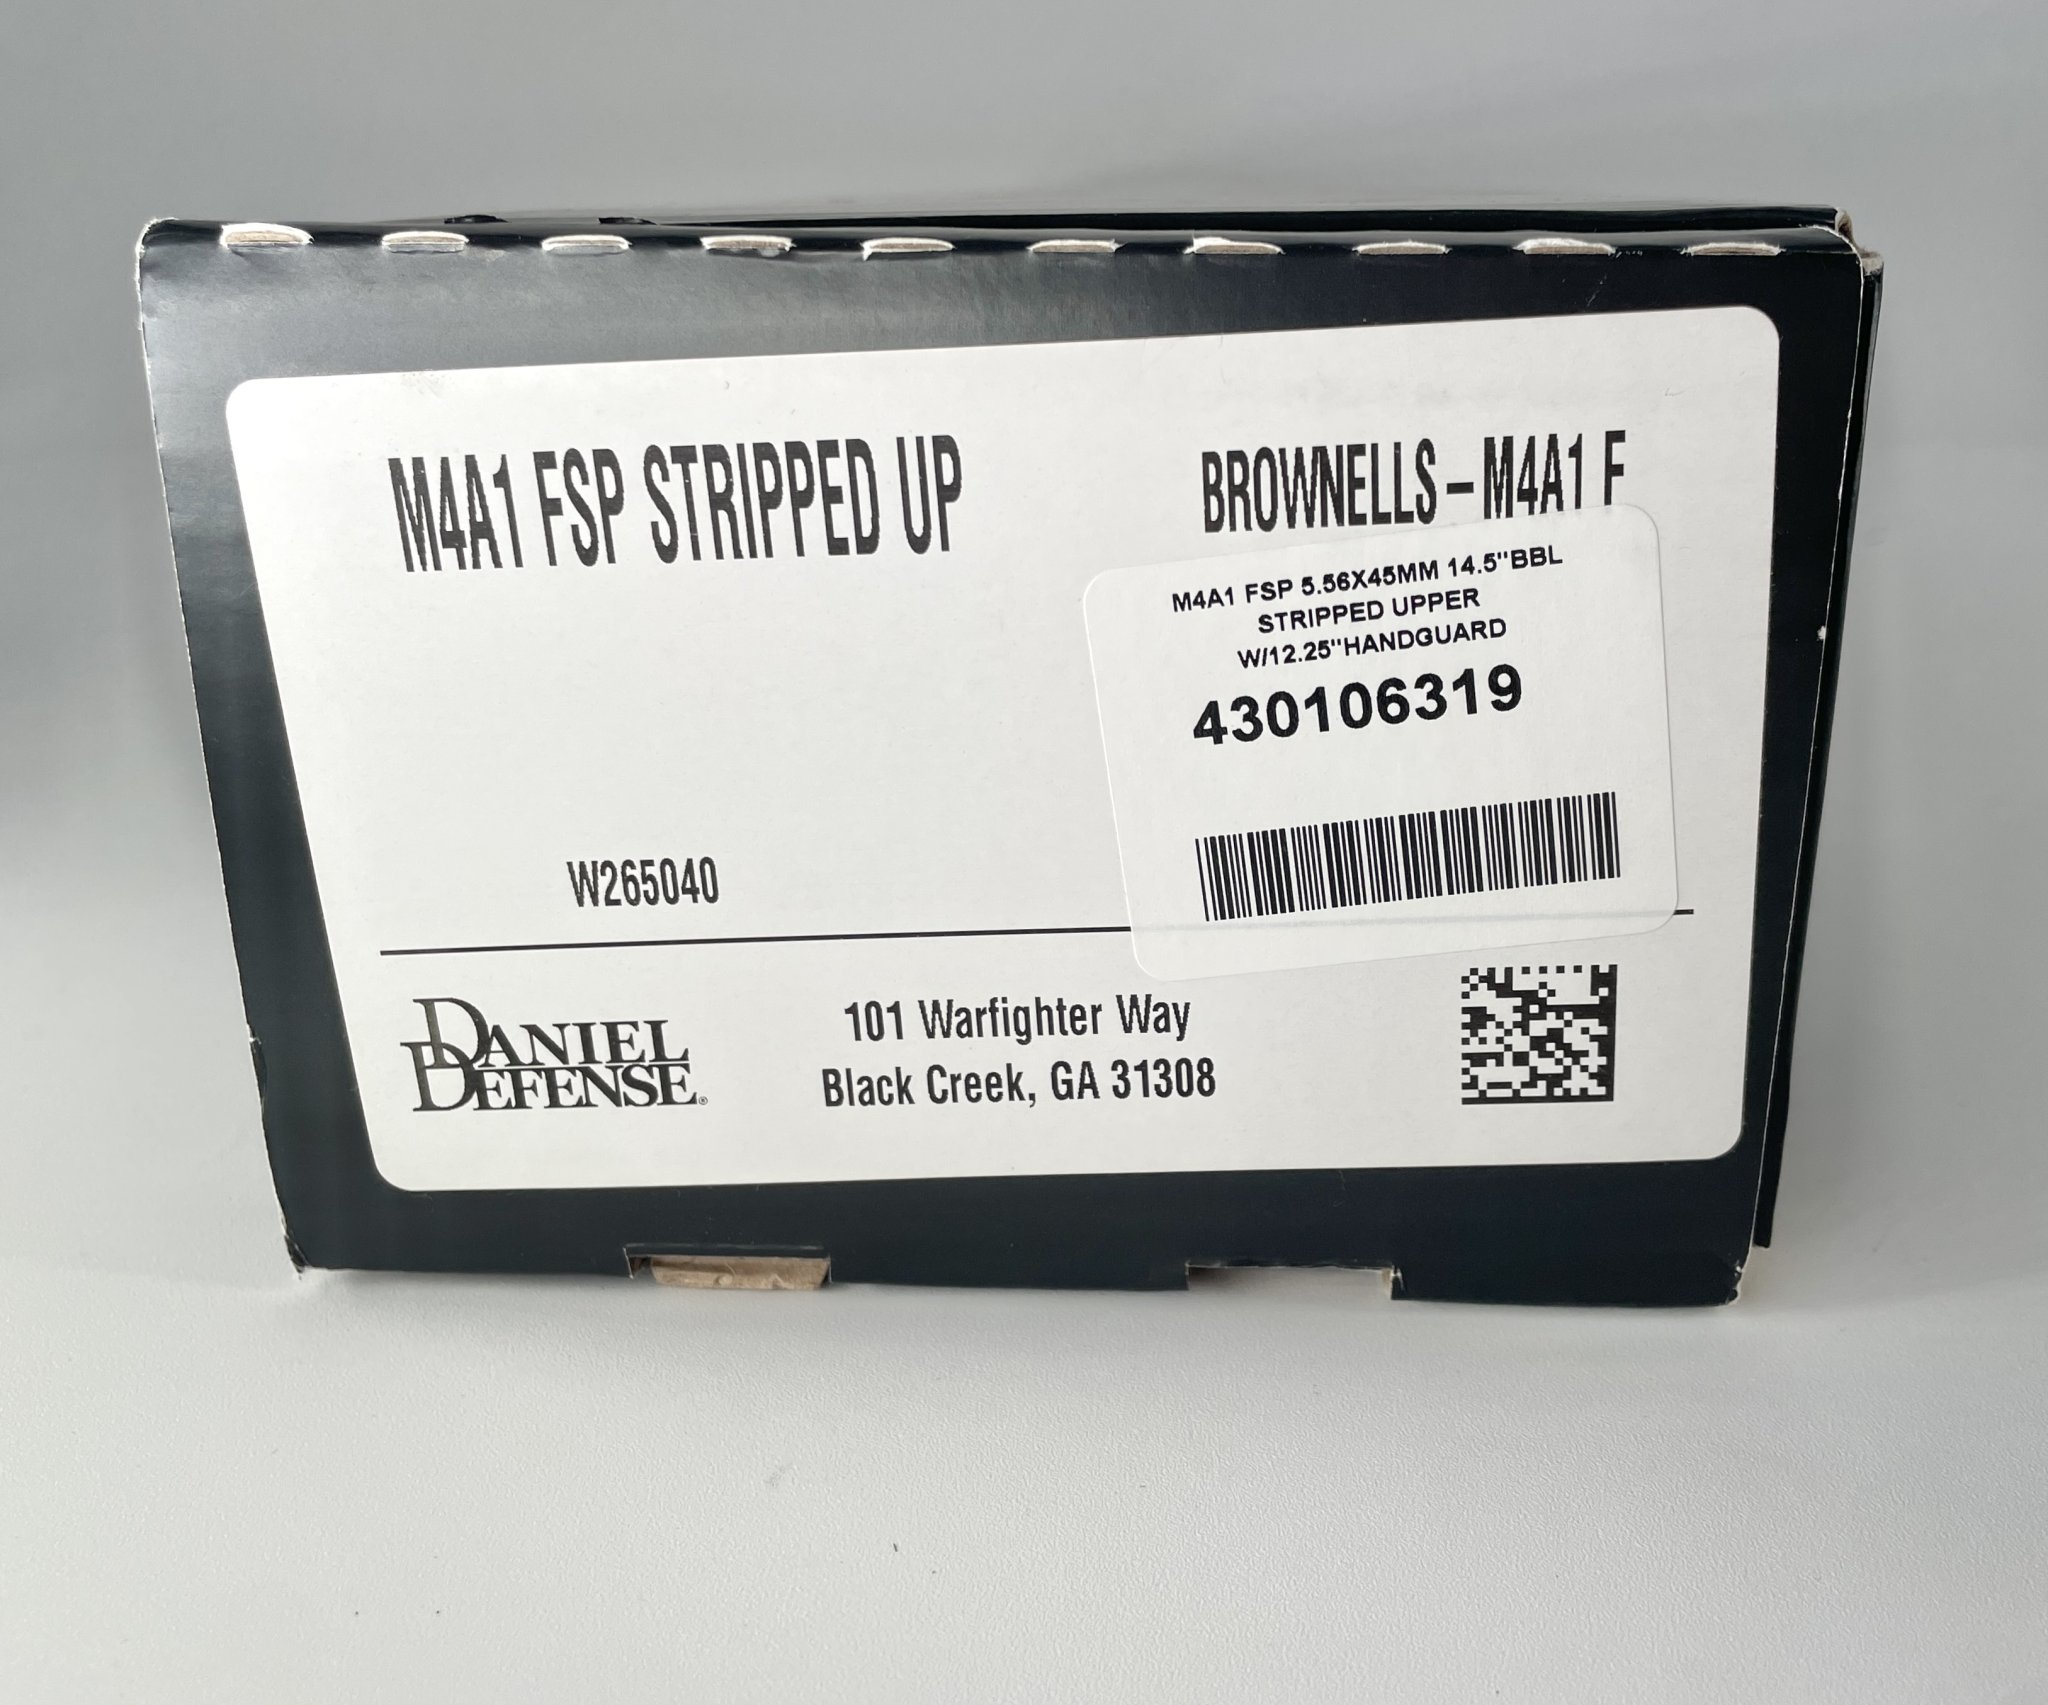 M4A1 FSP STRIPPED UP
BROWNELLS-M4A1 F
M4A1 FSP 5.56X45MM 14.5"BBL
STRIPPED UPPER
W/12.25"HANDGUARD
430106319
W265040
DANIEL
DEFENSE®
101 Warfighter Way
Black Creek, GA 31308